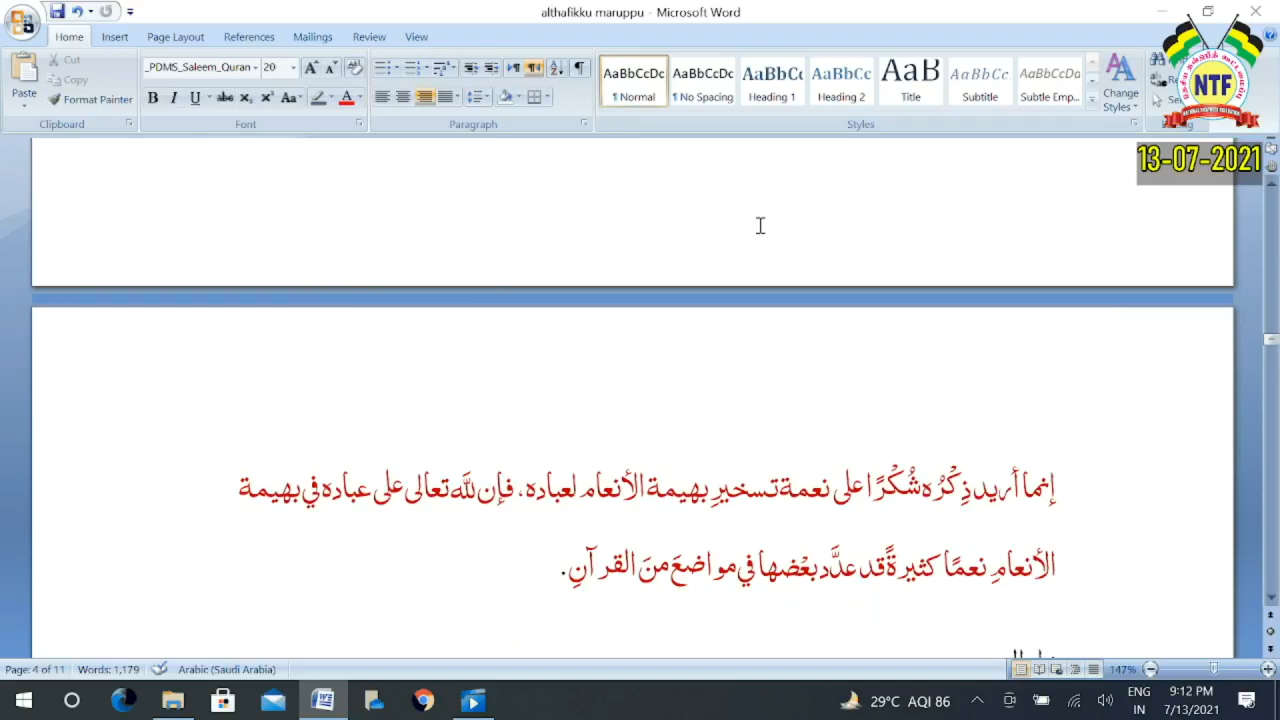 althafikku maruppu - Microsoft Word
Home Insert Page Layout References Mailings Review View
Cut
Copy
Format Painter
Paste
Clipboard
_PDMS_Saleem_Quran 20
Font
Paragraph
AaBbCcDc AaBbCcDc AaBbCc AaBbCc AaB AaBbCc. AaBbCcDa
¶ Normal ¶ No Spacing Heading 1 Heading 2 Title Subtitle Subtle Emp...
Change Styles
Styles
NTF
13-07-2021
إنما أريد ذِكْرُه شُكْرًا على نعمة تسخيرِ بهيمة الأنعام لعباده، فإن لله تعالى على عباده في بهيمة
الأنعامِ نعمًا كثيرةً قد عدَّد بعْضها في مواضعَ منَ القرآنِ.
Page: 4 of 11 Words: 1,179 Arabic (Saudi Arabia) 147%
29°C AQI 86 ENG IN 9:12 PM 7/13/2021